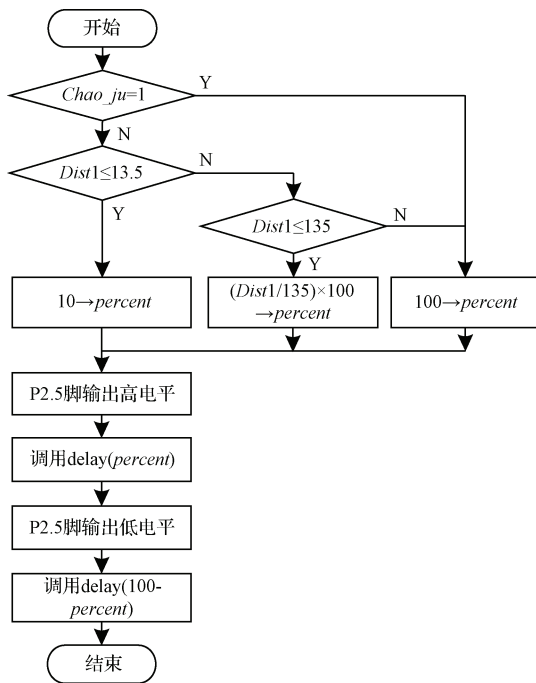 开始
Chao_ju=1
Y
N
Dist1≤13.5
N
Y
Dist1≤135
N
Y
10→percent
(Dist1/135)×100
→percent
100→percent
P2.5脚输出高电平
调用delay(percent)
P2.5脚输出低电平
调用delay(100-
percent)
结束